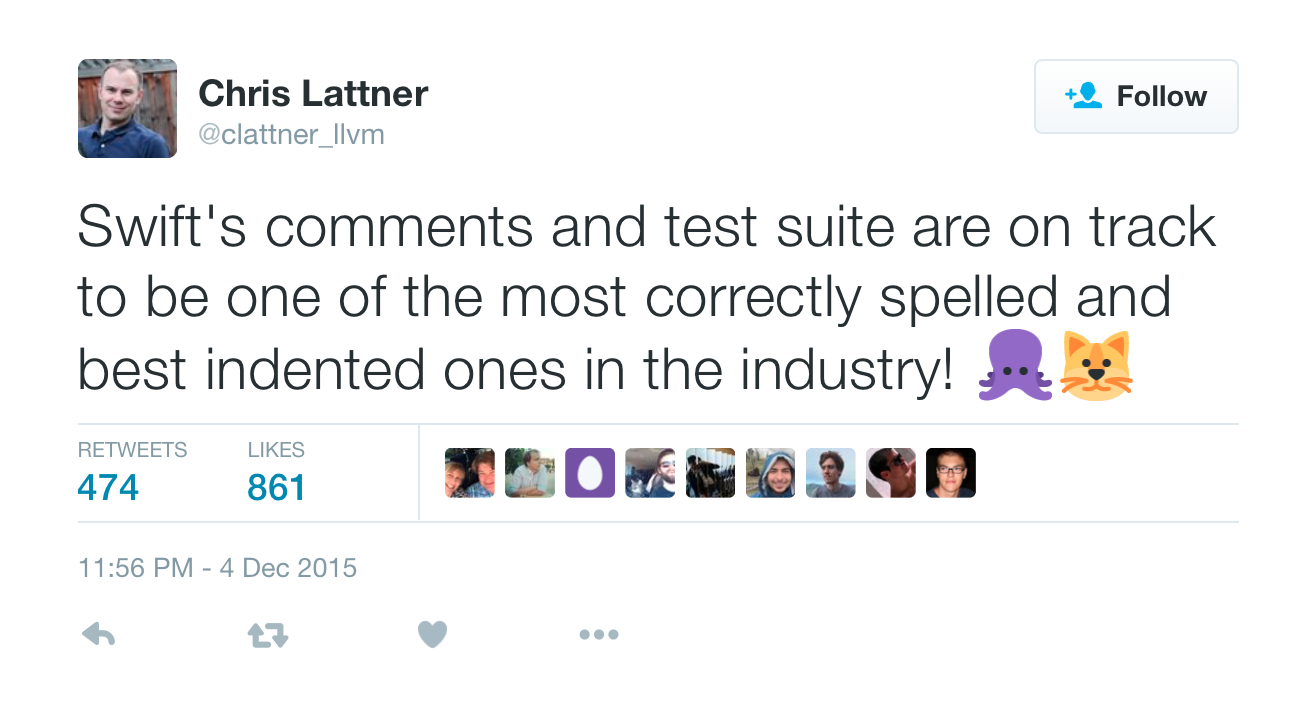 Chris Lattner
@clattner_llvm
Follow
Swift's comments and test suite are on track
to be one of the most correctly spelled and
best indented ones in the industry! 🐙🐱
RETWEETS LIKES
474 861
11:56 PM - 4 Dec 2015